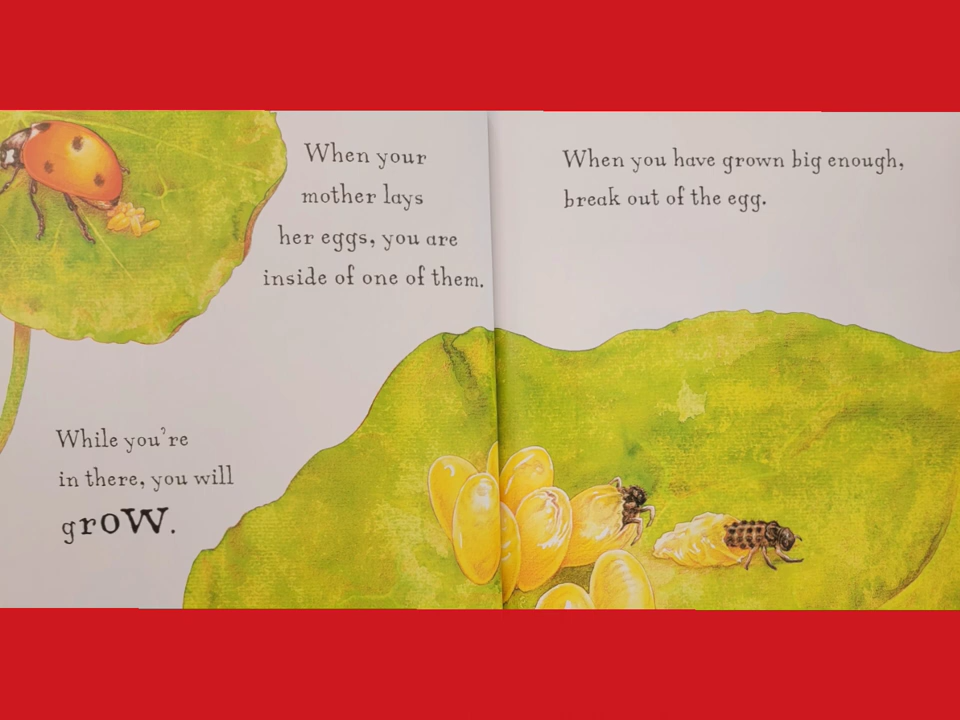 When your
mother lays
her eggs, you are
inside of one of them.
While you're
in there, you will
groW.
When you have grown big enough,
break out of the egg.